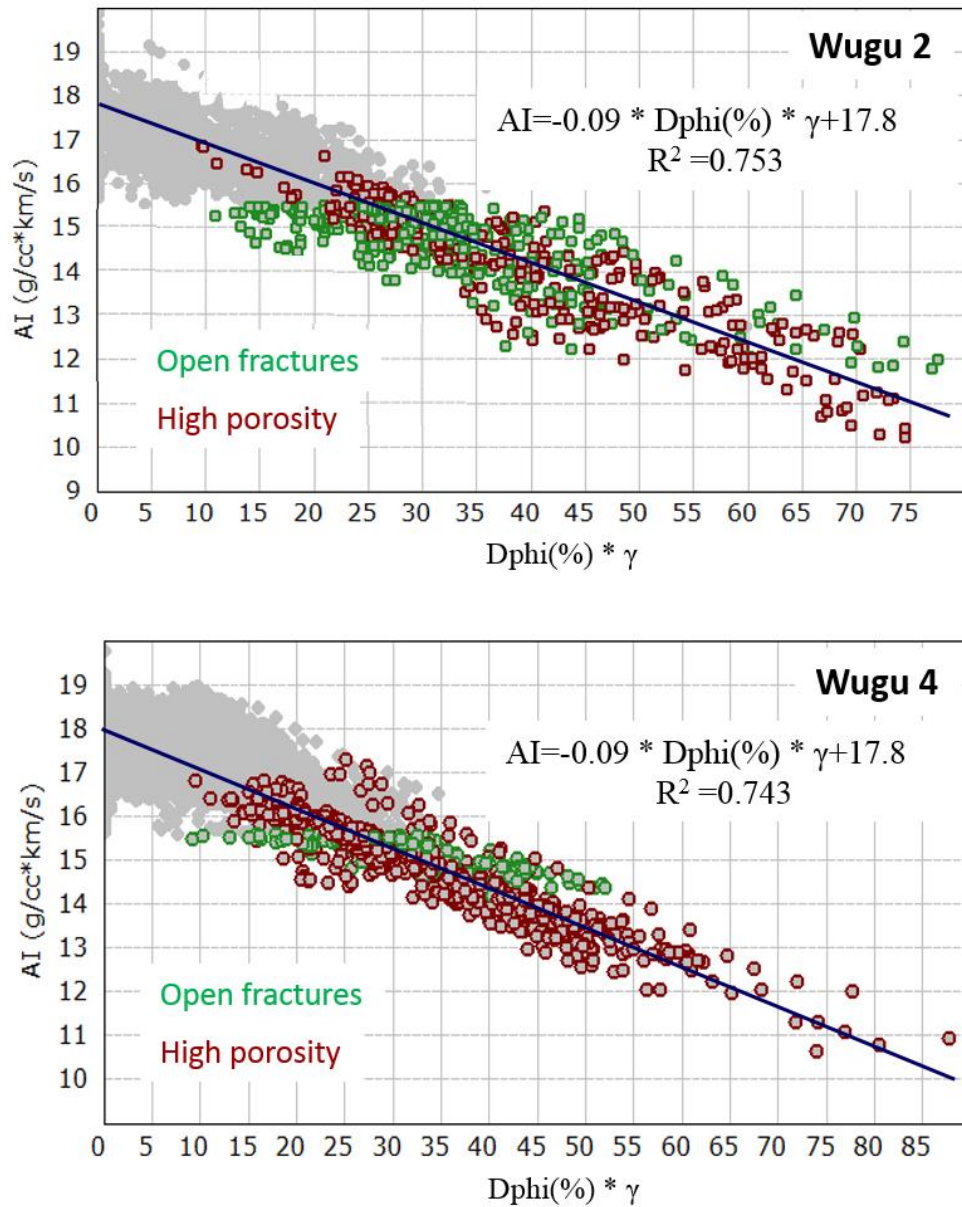 Wugu 2
AI=-0.09 * Dphi(%) * γ+17.8
R² =0.753
AI (g/cc*km/s)
19
18
17
16
15
14
13
12
11
10
9
Open fractures
High porosity
0 5 10 15 20 25 30 35 40 45 50 55 60 65 70 75
Dphi(%) * γ
Wugu 4
AI=-0.09 * Dphi(%) * γ+17.8
R² =0.743
AI (g/cc*km/s)
19
18
17
16
15
14
13
12
11
10
Open fractures
High porosity
0 5 10 15 20 25 30 35 40 45 50 55 60 65 70 75 80 85
Dphi(%) * γ